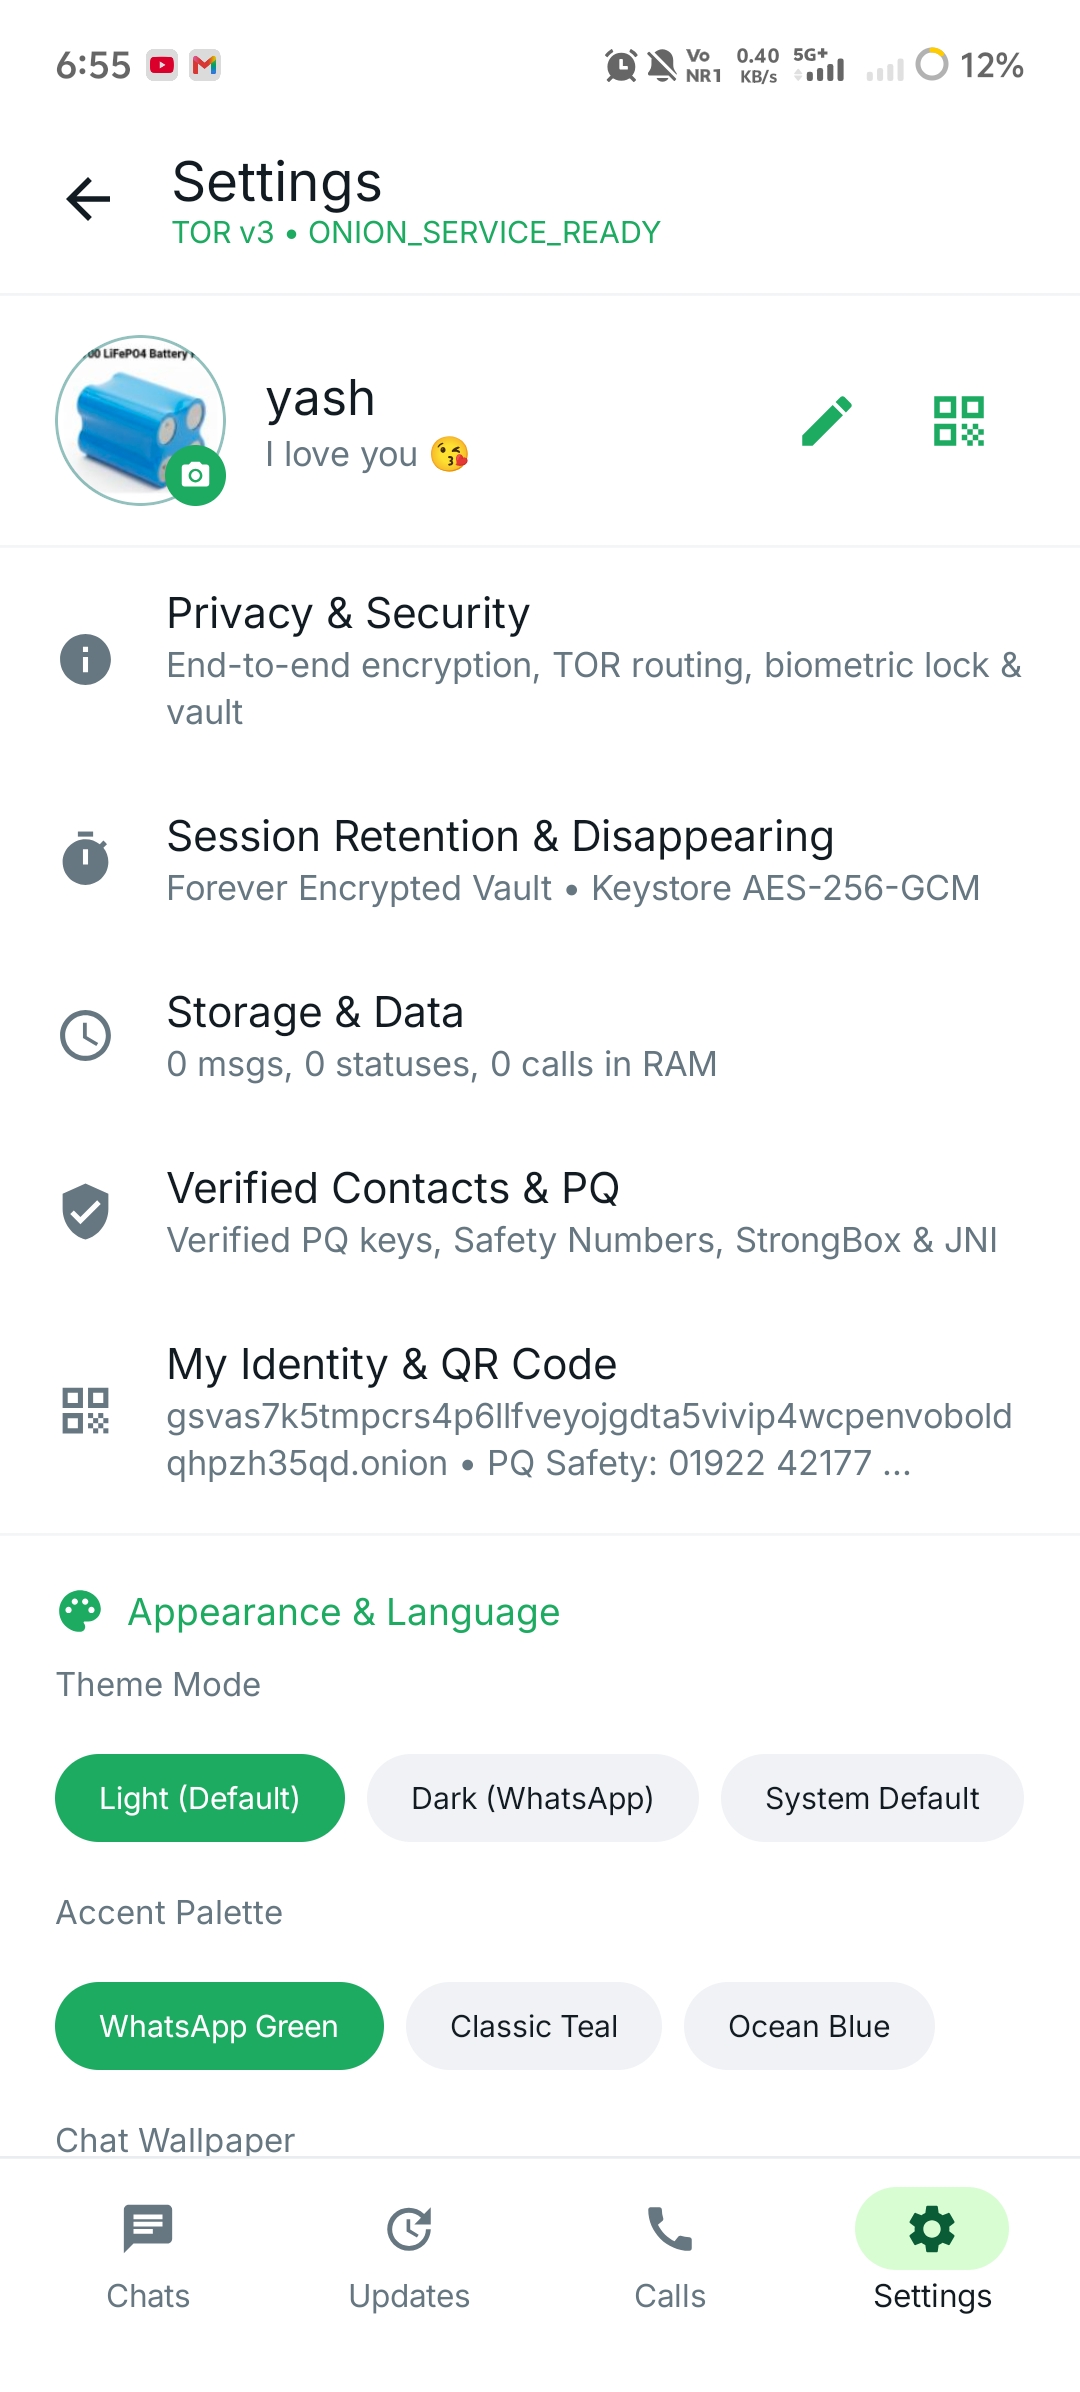 6:55
Vo NR1
0.40 KB/s
5G+
12%
Settings
TOR v3 • ONION_SERVICE_READY
00 LiFePO4 Battery
yash
I love you 😘
Privacy & Security
End-to-end encryption, TOR routing, biometric lock &
vault
Session Retention & Disappearing
Forever Encrypted Vault • Keystore AES-256-GCM
Storage & Data
0 msgs, 0 statuses, 0 calls in RAM
Verified Contacts & PQ
Verified PQ keys, Safety Numbers, StrongBox & JNI
My Identity & QR Code
gsvas7k5tmpcrs4p6llfveyojgdta5vivip4wcpenvobold
qhpzh35qd.onion • PQ Safety: 01922 42177 ...
Appearance & Language
Theme Mode
Light (Default)
Dark (WhatsApp)
System Default
Accent Palette
WhatsApp Green
Classic Teal
Ocean Blue
Chat Wallpaper
Chats
Updates
Calls
Settings